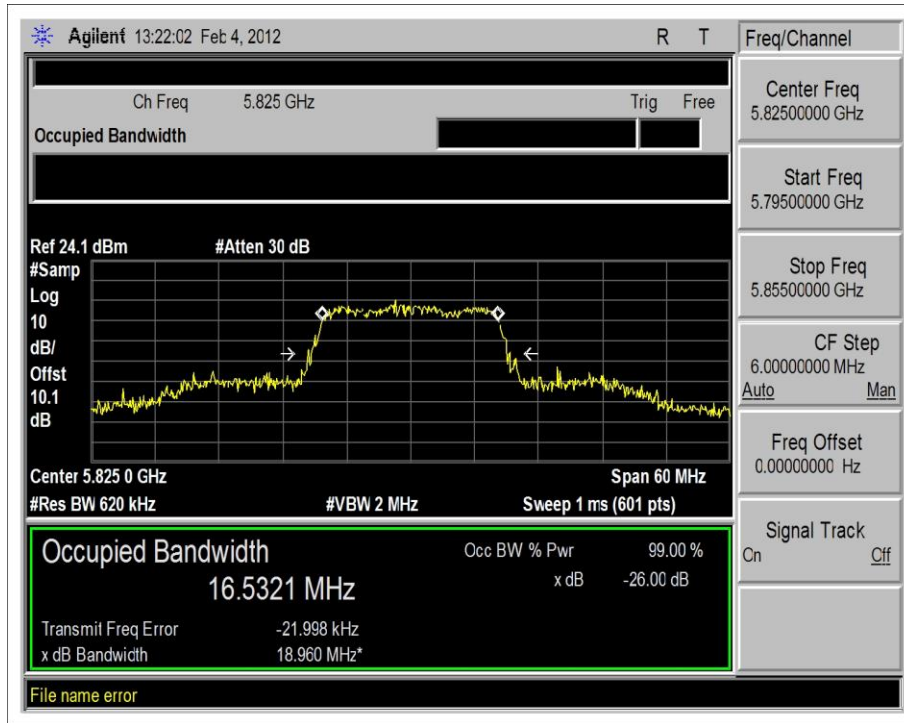 Agilent 13:22:02 Feb 4, 2012 R T
Freq/Channel
Ch Freq 5.825 GHz Trig Free
Occupied Bandwidth
Center Freq
5.82500000 GHz
Start Freq
5.79500000 GHz
Stop Freq
5.85500000 GHz
CF Step
6.00000000 MHz
Auto Man
Freq Offset
0.00000000 Hz
Signal Track
On Off
Ref 24.1 dBm #Atten 30 dB
#Samp
Log
10
dB/
Offst
10.1
dB
Center 5.825 0 GHz Span 60 MHz
#Res BW 620 kHz #VBW 2 MHz Sweep 1 ms (601 pts)
Occupied Bandwidth
16.5321 MHz
Occ BW % Pwr 99.00 %
x dB -26.00 dB
Transmit Freq Error -21.998 kHz
x dB Bandwidth 18.960 MHz*
File name error